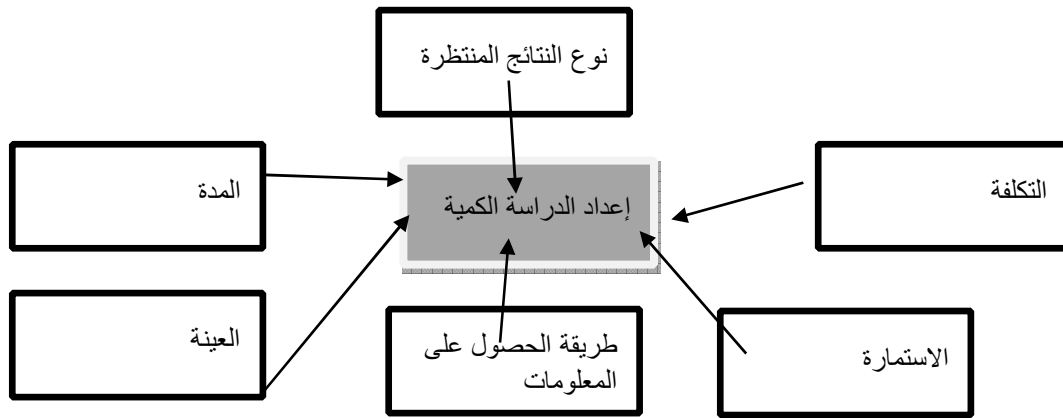 نوع النتائج المنتظرة
التكلفة
إعداد الدراسة الكمية
المدة
الاستمارة
طريقة الحصول على
المعلومات
العينة